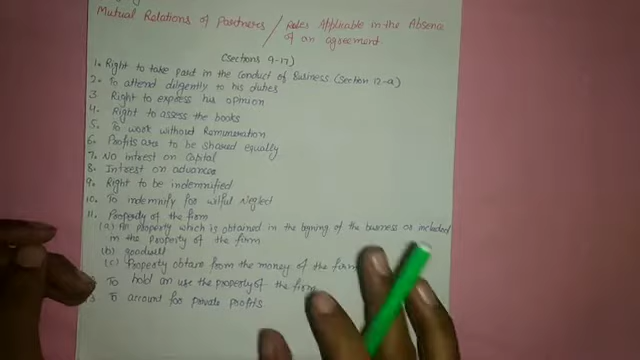 Mutual Relations of Partners / Rules Applicable in the Absence
of an agreement
(Sections 9-17)
1. Right to take part in the conduct of Business (Section 12-a)
2. To attend diligently to his duties
3. Right to express his opinion
4. Right to assess the books
5. To work without Remuneration
6. Profits are to be shared equally
7. No interest on Capital
8. Intrest on advances
9. Right to be indemnified
10. To indemnify for wilful Neglect
11. Property of the firm
(a) An property which is obtained in the bgining of the business or included
in the property of the firm
(b) goodwill
(c) Property obtain from the money of the firm
To hold an use the property of the firm
3 To account for private profits